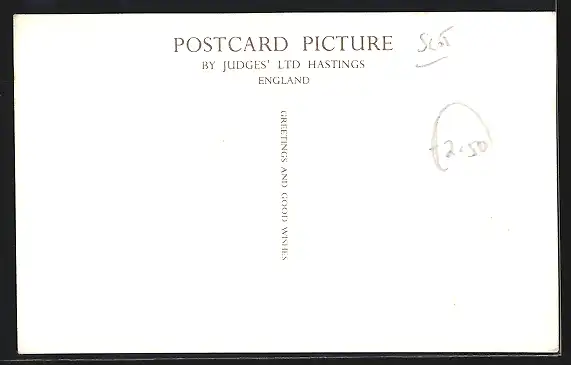 POSTCARD PICTURE
BY JUDGES' LTD HASTINGS
ENGLAND
GREETINGS AND GOOD WISHES
£2.50